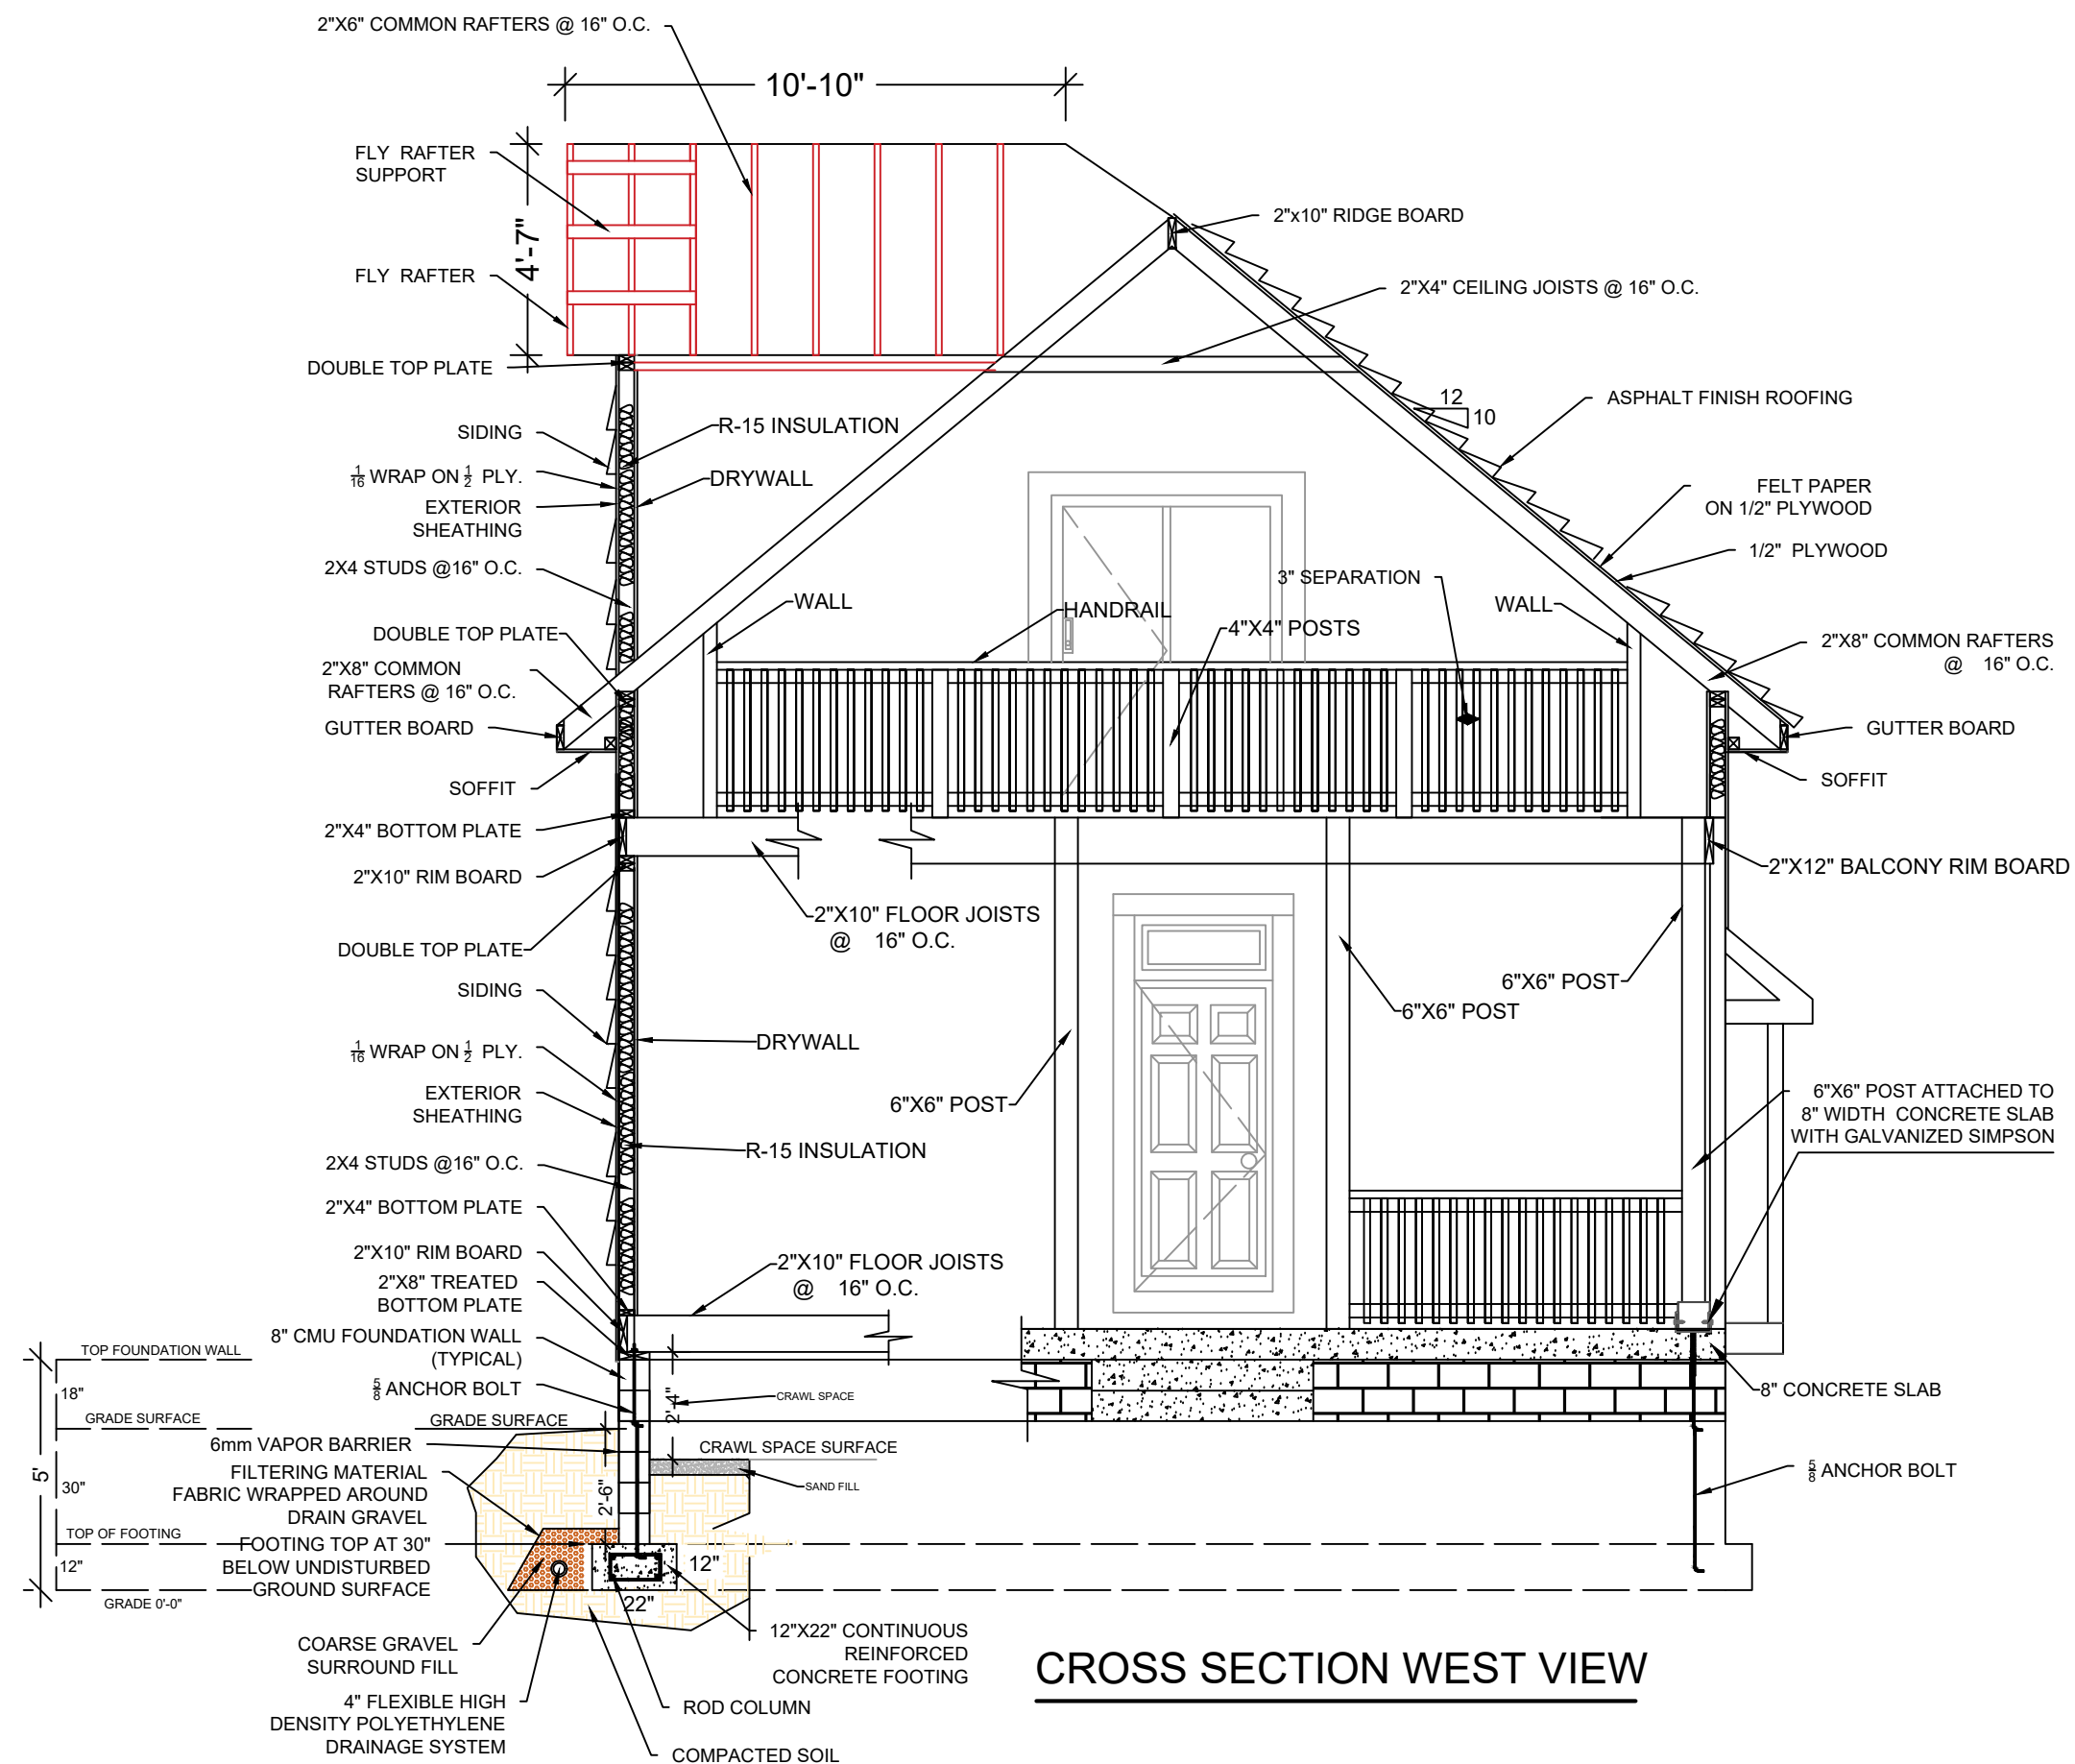 2"X6" COMMON RAFTERS @ 16" O.C.
10'-10"
FLY RAFTER
SUPPORT
4'-7"
FLY RAFTER
DOUBLE TOP PLATE
SIDING
1/16 WRAP ON 1/2 PLY.
EXTERIOR
SHEATHING
2X4 STUDS @16" O.C.
DOUBLE TOP PLATE
2"X8" COMMON
RAFTERS @ 16" O.C.
GUTTER BOARD
SOFFIT
2"X4" BOTTOM PLATE
2"X10" RIM BOARD
DOUBLE TOP PLATE
SIDING
1/16 WRAP ON 1/2 PLY.
EXTERIOR
SHEATHING
2X4 STUDS @16" O.C.
2"X4" BOTTOM PLATE
2"X10" RIM BOARD
2"X8" TREATED
BOTTOM PLATE
8" CMU FOUNDATION WALL
(TYPICAL)
5/8 ANCHOR BOLT
TOP FOUNDATION WALL
18"
GRADE SURFACE
GRADE SURFACE
5'
30"
6mm VAPOR BARRIER
FILTERING MATERIAL
FABRIC WRAPPED AROUND
DRAIN GRAVEL
TOP OF FOOTING
FOOTING TOP AT 30"
BELOW UNDISTURBED
GROUND SURFACE
12"
GRADE 0'-0"
COARSE GRAVEL
SURROUND FILL
4" FLEXIBLE HIGH
DENSITY POLYETHYLENE
DRAINAGE SYSTEM
R-15 INSULATION
DRYWALL
WALL
HANDRAIL
4"X4" POSTS
3" SEPARATION
WALL
2"X10" FLOOR JOISTS
@ 16" O.C.
DRYWALL
6"X6" POST
R-15 INSULATION
2"X10" FLOOR JOISTS
@ 16" O.C.
2'-4"
CRAWL SPACE
CRAWL SPACE SURFACE
SAND FILL
2'-6"
12"
22"
12"X22" CONTINUOUS
REINFORCED
CONCRETE FOOTING
ROD COLUMN
COMPACTED SOIL
2"x10" RIDGE BOARD
2"X4" CEILING JOISTS @ 16" O.C.
12
10
ASPHALT FINISH ROOFING
FELT PAPER
ON 1/2" PLYWOOD
1/2" PLYWOOD
2"X8" COMMON RAFTERS
@ 16" O.C.
GUTTER BOARD
SOFFIT
2"X12" BALCONY RIM BOARD
6"X6" POST
6"X6" POST
6"X6" POST ATTACHED TO
8" WIDTH CONCRETE SLAB
WITH GALVANIZED SIMPSON
8" CONCRETE SLAB
5/8 ANCHOR BOLT
CROSS SECTION WEST VIEW